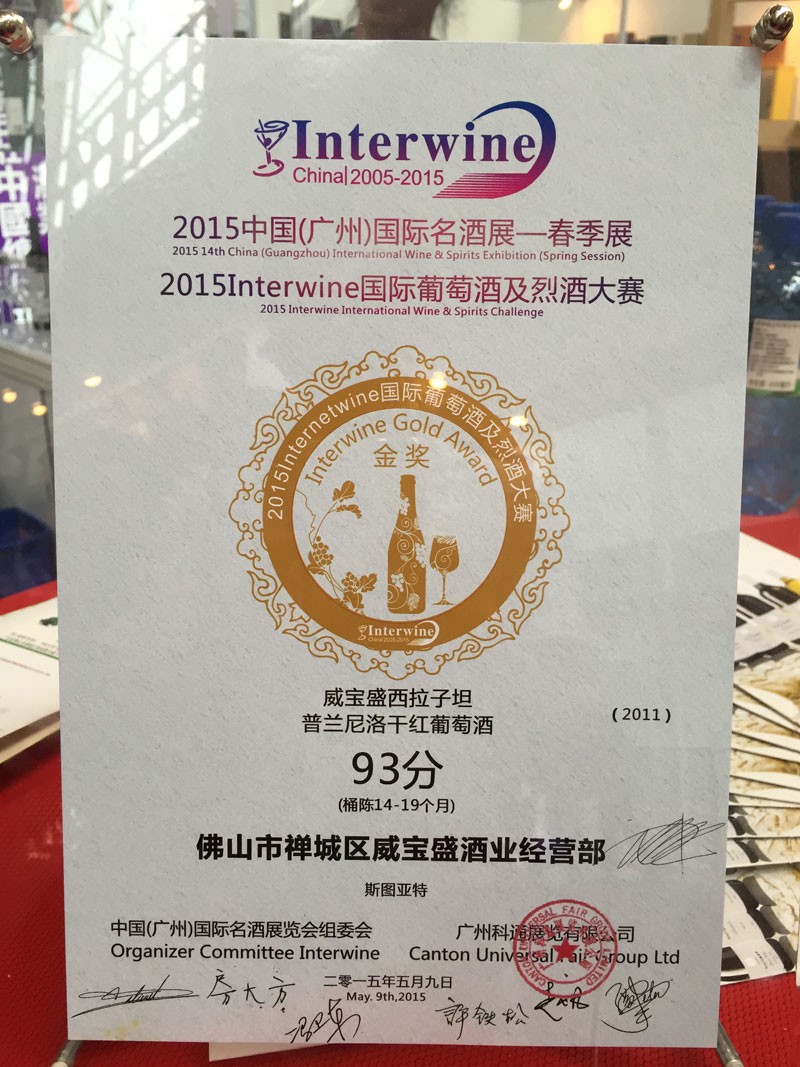 Interwine
China|2005-2015
2015中国(广州)国际名酒展—春季展
2015 14th China (Guangzhou) International Wine & Spirits Exhibition (Spring Session)
2015Interwine国际葡萄酒及烈酒大赛
2015 Interwine International Wine & Spirits Challenge
2015Internetwine国际葡萄酒及烈酒大赛
Interwine Gold Award
金奖
Interwine
China 2005-2015
威宝盛西拉子坦
普兰尼洛干红葡萄酒
(2011)
93分
(桶陈14-19个月)
佛山市禅城区威宝盛酒业经营部
斯图亚特
中国(广州)国际名酒展览会组委会
Organizer Committee Interwine
广州科通展览有限公司
Canton Universal Fair Group Ltd
CANTON UNIVERSAL FAIR GROUP LIMITED
二零一五年五月九日
May. 9th,2015
房大方
郭铁松